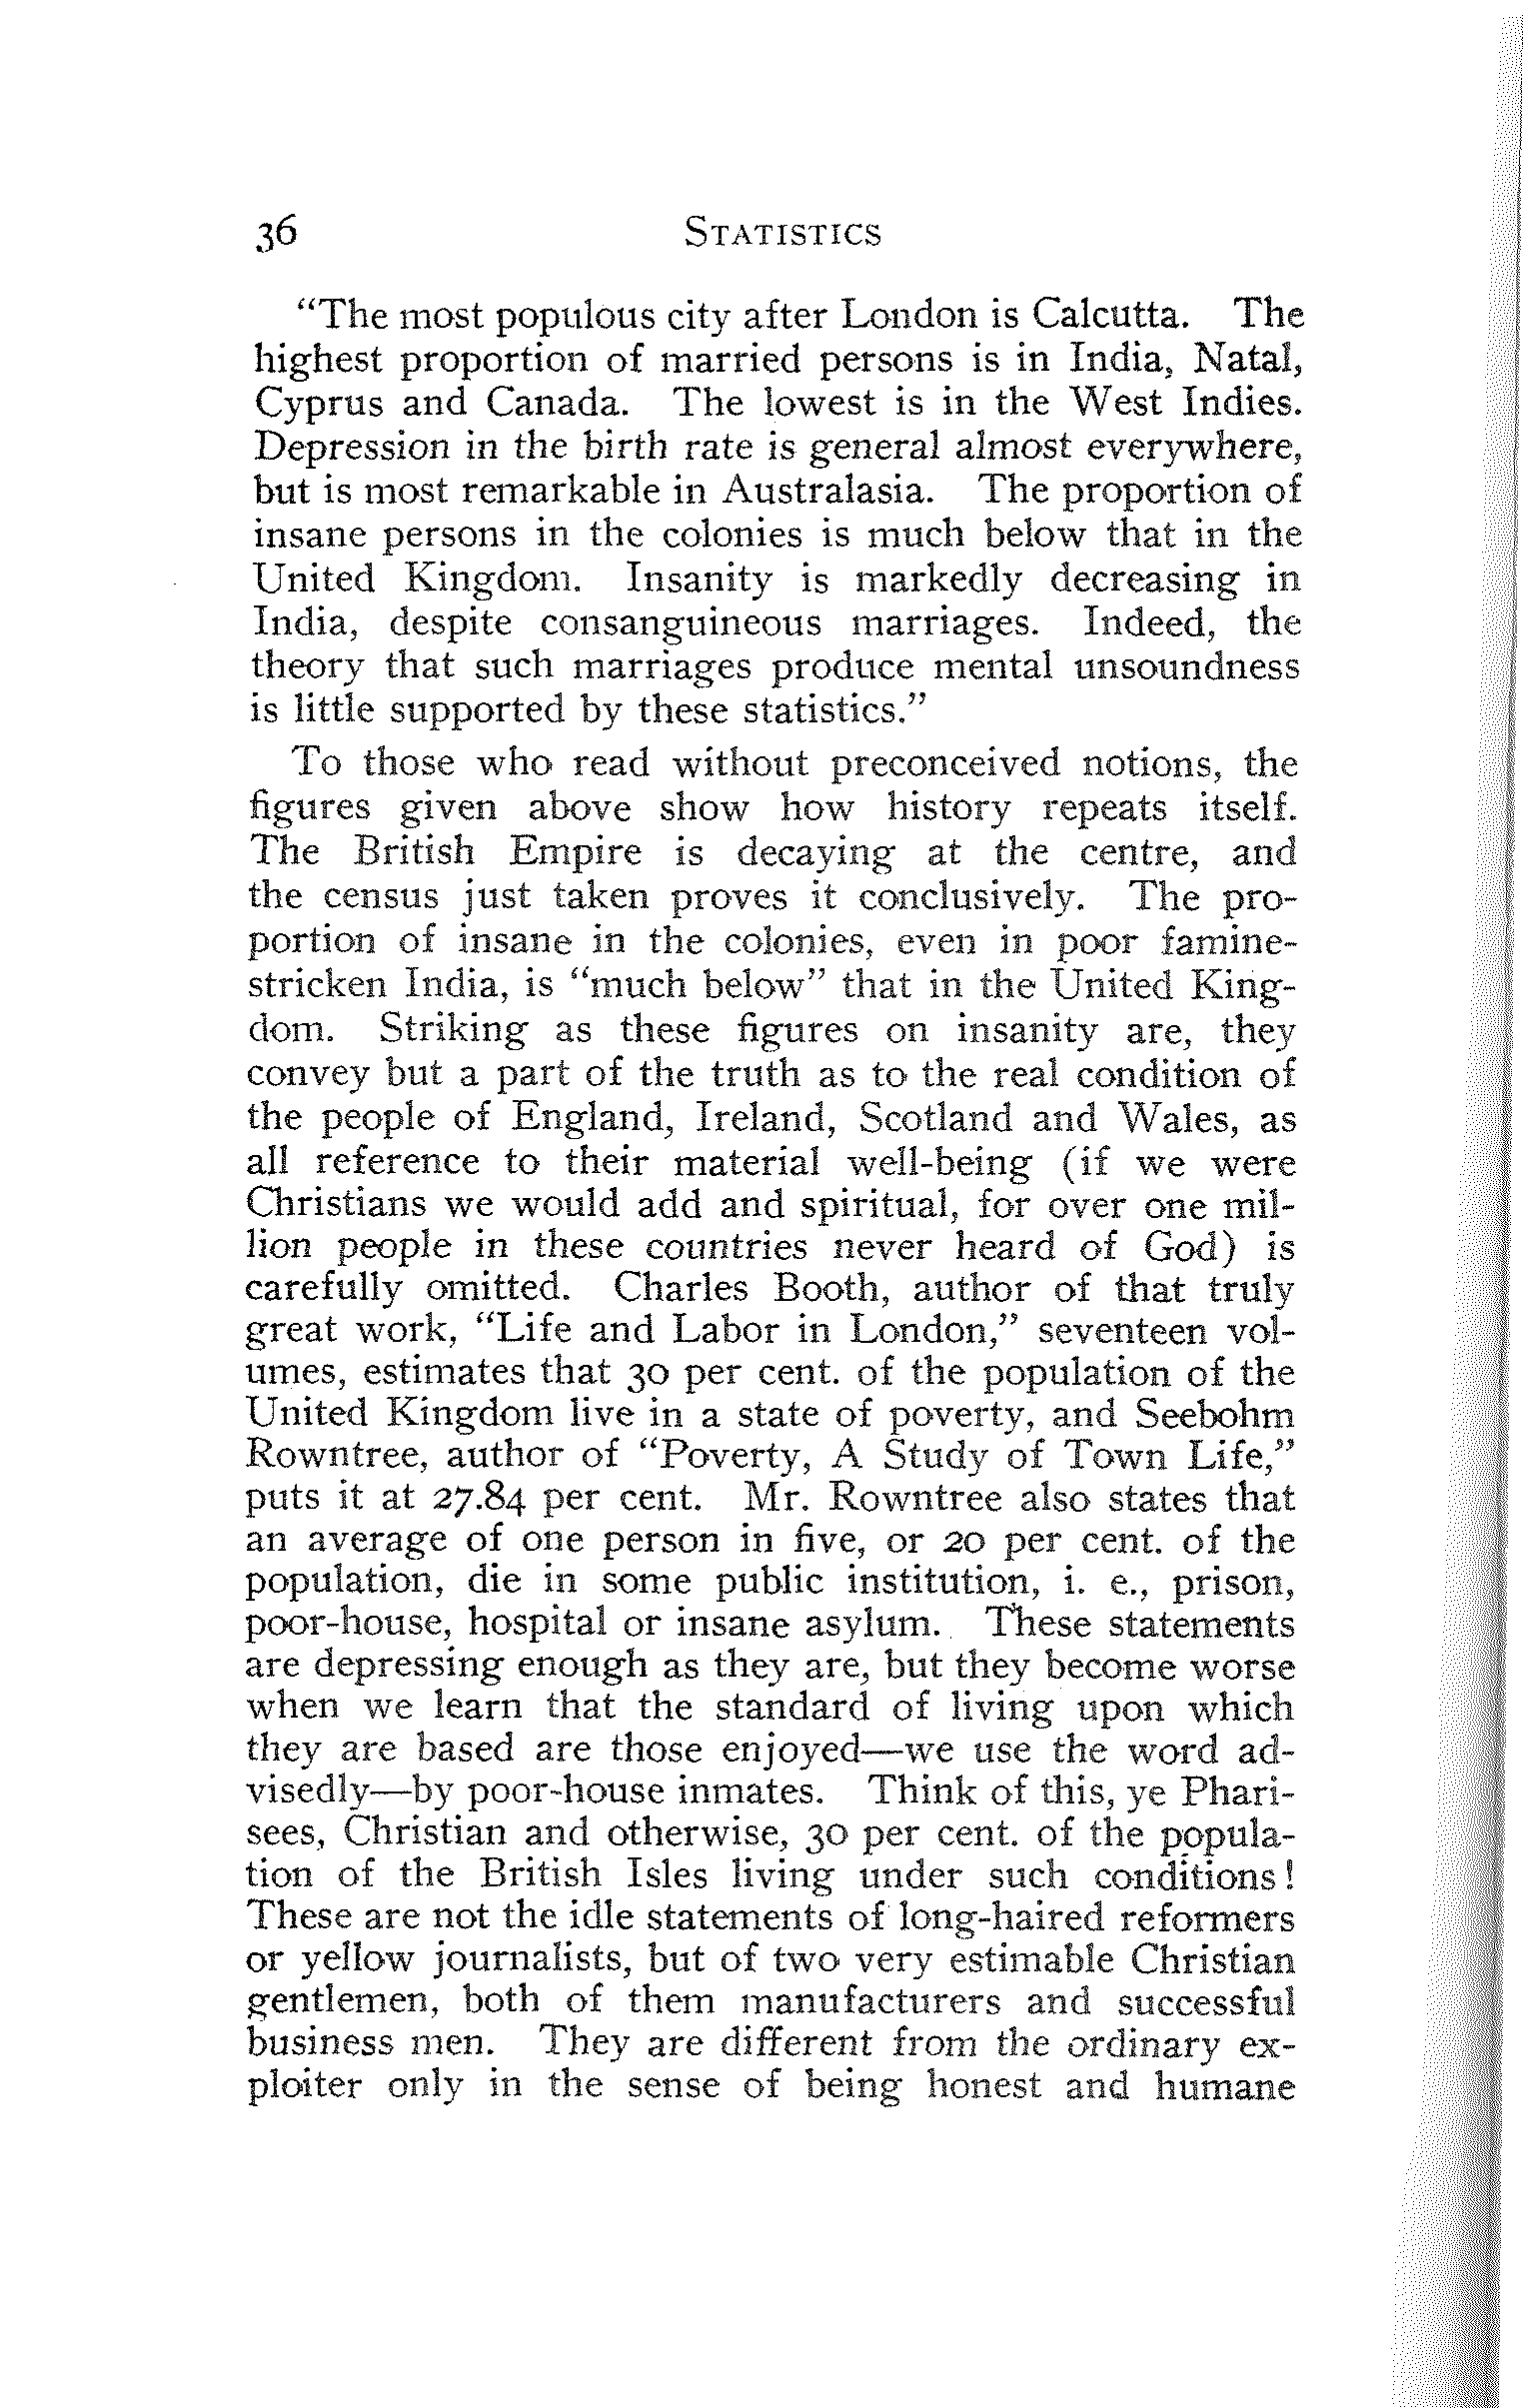 36 STATISTICS
“The most populous city after London is Calcutta. The
highest proportion of married persons is in India, Natal,
Cyprus and Canada. The lowest is in the West Indies.
Depression in the birth rate is general almost everywhere,
but is most remarkable in Australasia. The proportion of
insane persons in the colonies is much below that in the
United Kingdom. Insanity is markedly decreasing in
India, despite consanguineous marriages. Indeed, the
theory that such marriages produce mental unsoundness
is little supported by these statistics.”
To those who read without preconceived notions, the
figures given above show how history repeats itself.
The British Empire is decaying at the centre, and
the census just taken proves it conclusively. The pro-
portion of insane in the colonies, even in poor famine-
stricken India, is “much below” that in the United King-
dom. Striking as these figures on insanity are, they
convey but a part of the truth as to the real condition of
the people of England, Ireland, Scotland and Wales, as
all reference to their material well-being (if we were
Christians we would add and spiritual, for over one mil-
lion people in these countries never heard of God) is
carefully omitted. Charles Booth, author of that truly
great work, “Life and Labor in London,” seventeen vol-
umes, estimates that 30 per cent. of the population of the
United Kingdom live in a state of poverty, and Seebohm
Rowntree, author of “Poverty, A Study of Town Life,”
puts it at 27.84 per cent. Mr. Rowntree also states that
an average of one person in five, or 20 per cent. of the
population, die in some public institution, i. e., prison,
poor-house, hospital or insane asylum. These statements
are depressing enough as they are, but they become worse
when we learn that the standard of living upon which
they are based are those enjoyed—we use the word ad-
visedly—by poor-house inmates. Think of this, ye Phari-
sees, Christian and otherwise, 30 per cent. of the popula-
tion of the British Isles living under such conditions!
These are not the idle statements of long-haired reformers
or yellow journalists, but of two very estimable Christian
gentlemen, both of them manufacturers and successful
business men. They are different from the ordinary ex-
ploiter only in the sense of being honest and humane